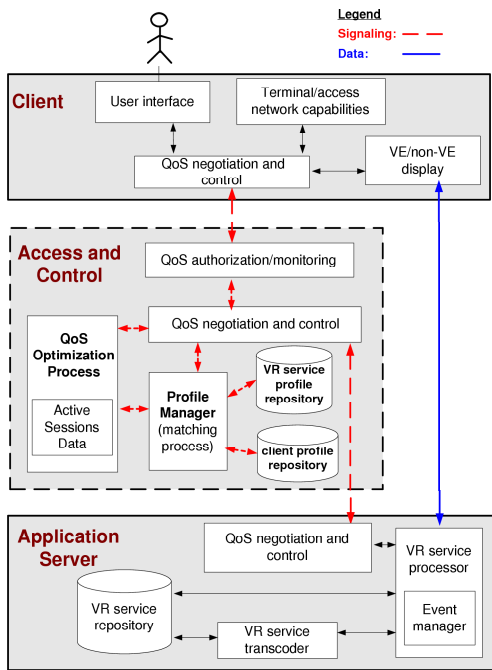 Legend
Signaling:
Data:
Client
User interface
Terminal/access
network capabilities
QoS negotiation and
control
VE/non-VE
display
Access and
Control
QoS authorization/monitoring
QoS negotiation and control
QoS
Optimization
Process
Active
Sessions
Data
Profile
Manager
(matching
process)
VR service
profile
repository
client profile
repository
Application
Server
QoS negotiation and
control
VR service
processor
Event
manager
VR service
repository
VR service
transcoder